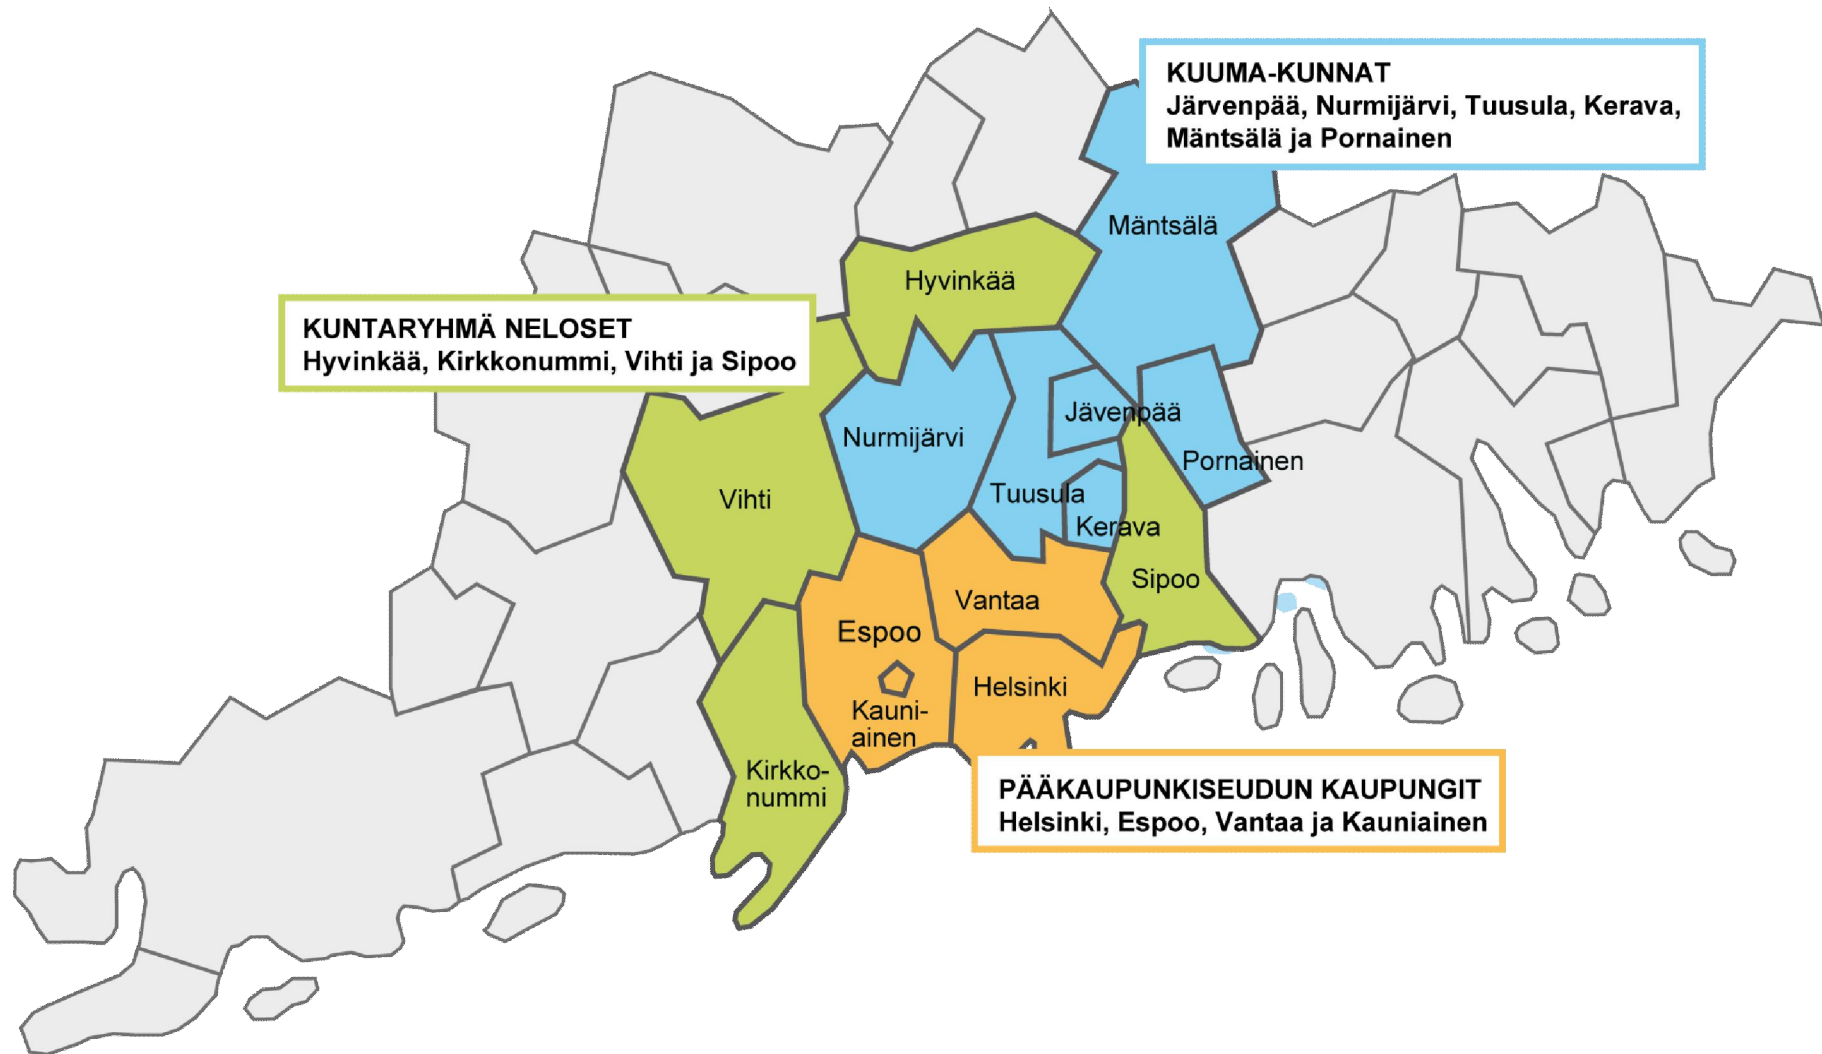 KUUMA-KUNNAT
Järvenpää, Nurmijärvi, Tuusula, Kerava,
Mäntsälä ja Pornainen
Mäntsälä
Hyvinkää
KUNTARYHMÄ NELOSET
Hyvinkää, Kirkkonummi, Vihti ja Sipoo
Jävenpää
Nurmijärvi
Pornainen
Vihti
Tuusula
Kerava
Sipoo
Vantaa
Espoo
Helsinki
Kauni-
ainen
Kirkko-
nummi
PÄÄKAUPUNKISEUDUN KAUPUNGIT
Helsinki, Espoo, Vantaa ja Kauniainen